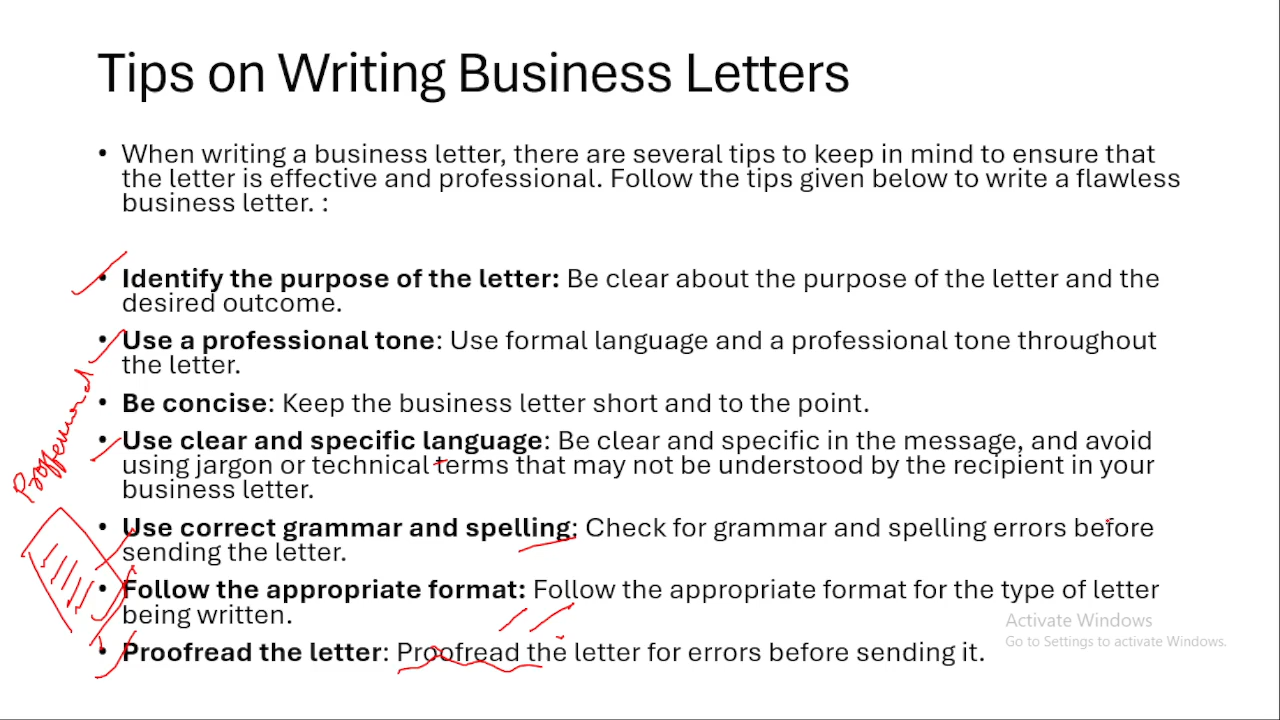 Tips on Writing Business Letters
• When writing a business letter, there are several tips to keep in mind to ensure that
the letter is effective and professional. Follow the tips given below to write a flawless
business letter. :
• Identify the purpose of the letter: Be clear about the purpose of the letter and the
desired outcome.
• Use a professional tone: Use formal language and a professional tone throughout
the letter.
• Be concise: Keep the business letter short and to the point.
• Use clear and specific language: Be clear and specific in the message, and avoid
using jargon or technical terms that may not be understood by the recipient in your
business letter.
• Use correct grammar and spelling: Check for grammar and spelling errors before
sending the letter.
• Follow the appropriate format: Follow the appropriate format for the type of letter
being written.
• Proofread the letter: Proofread the letter for errors before sending it.
Activate Windows
Go to Settings to activate Windows.